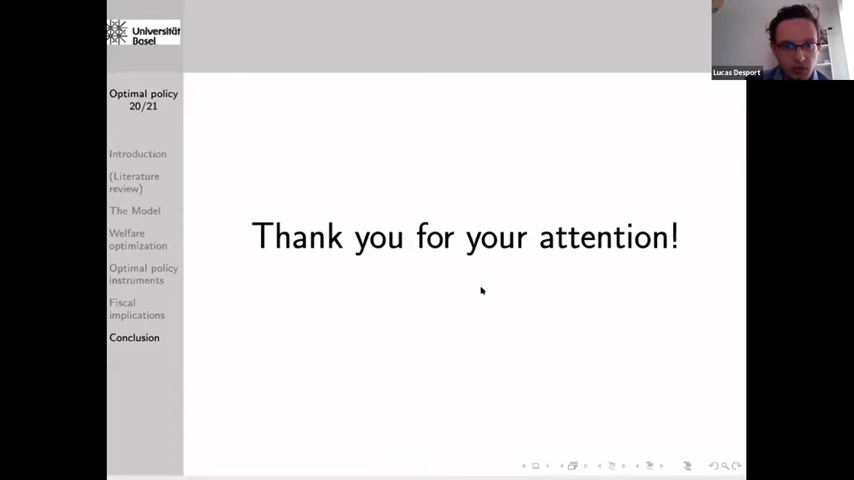 Universität
Basel
Lucas Desport
Optimal policy
20/21
Introduction
(Literature
review)
The Model
Welfare
optimization
Optimal policy
instruments
Fiscal
implications
Conclusion
Thank you for your attention!